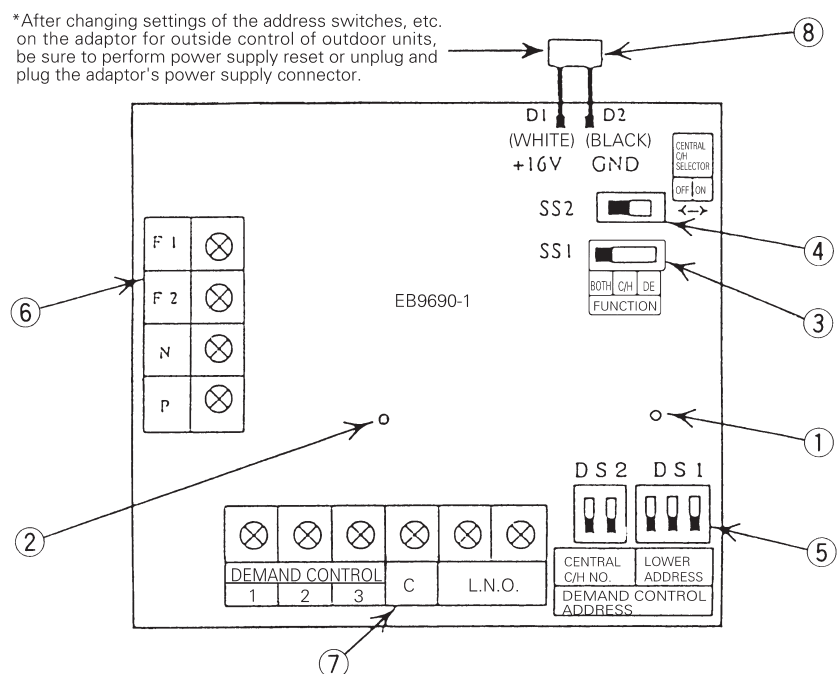 *After changing settings of the address switches, etc.
on the adaptor for outside control of outdoor units,
be sure to perform power supply reset or unplug and
plug the adaptor's power supply connector.
8
D1 D2
(WHITE) (BLACK)
+16V GND
CENTRAL
C/H
SELECTOR
OFF ON
SS2
4
SS1
BOTH C/H DE
FUNCTION
3
F1
6
F2
N
P
EB9690-1
1
2
DS2 DS1
5
CENTRAL
C/H NO.
LOWER
ADDRESS
DEMAND CONTROL
ADDRESS
DEMAND CONTROL
1 2 3
C
L.N.O.
7